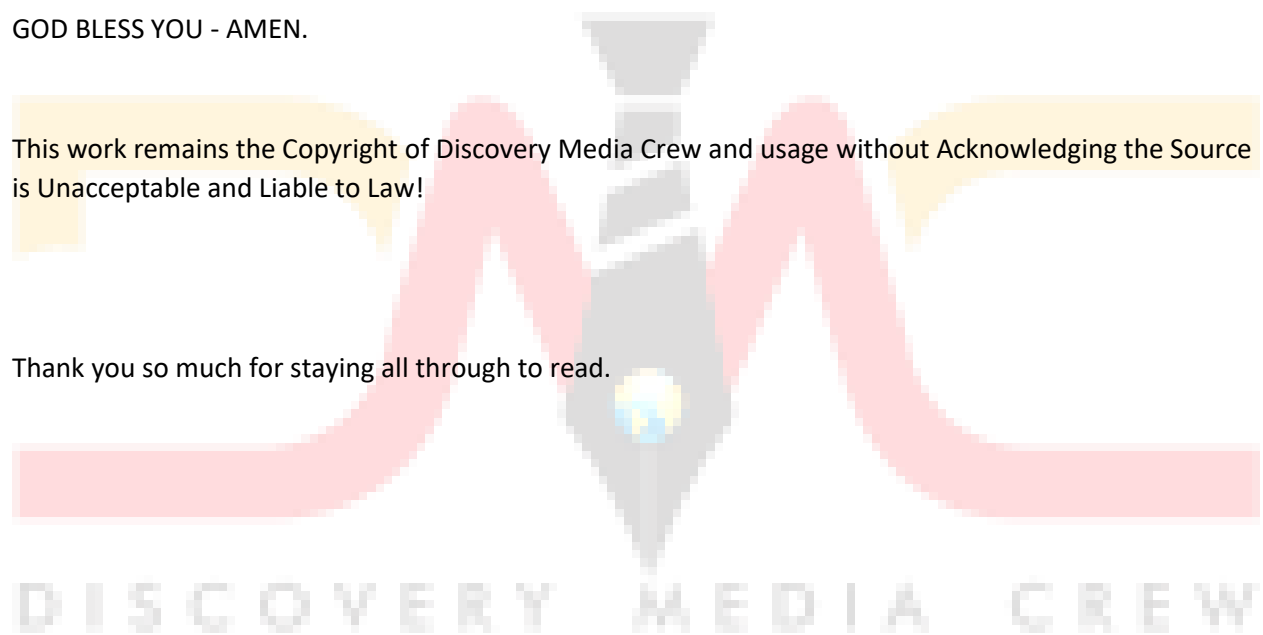 GOD BLESS YOU - AMEN.
This work remains the Copyright of Discovery Media Crew and usage without Acknowledging the Source
is Unacceptable and Liable to Law!
Thank you so much for staying all through to read.
DISCOVERY MEDIA CREW